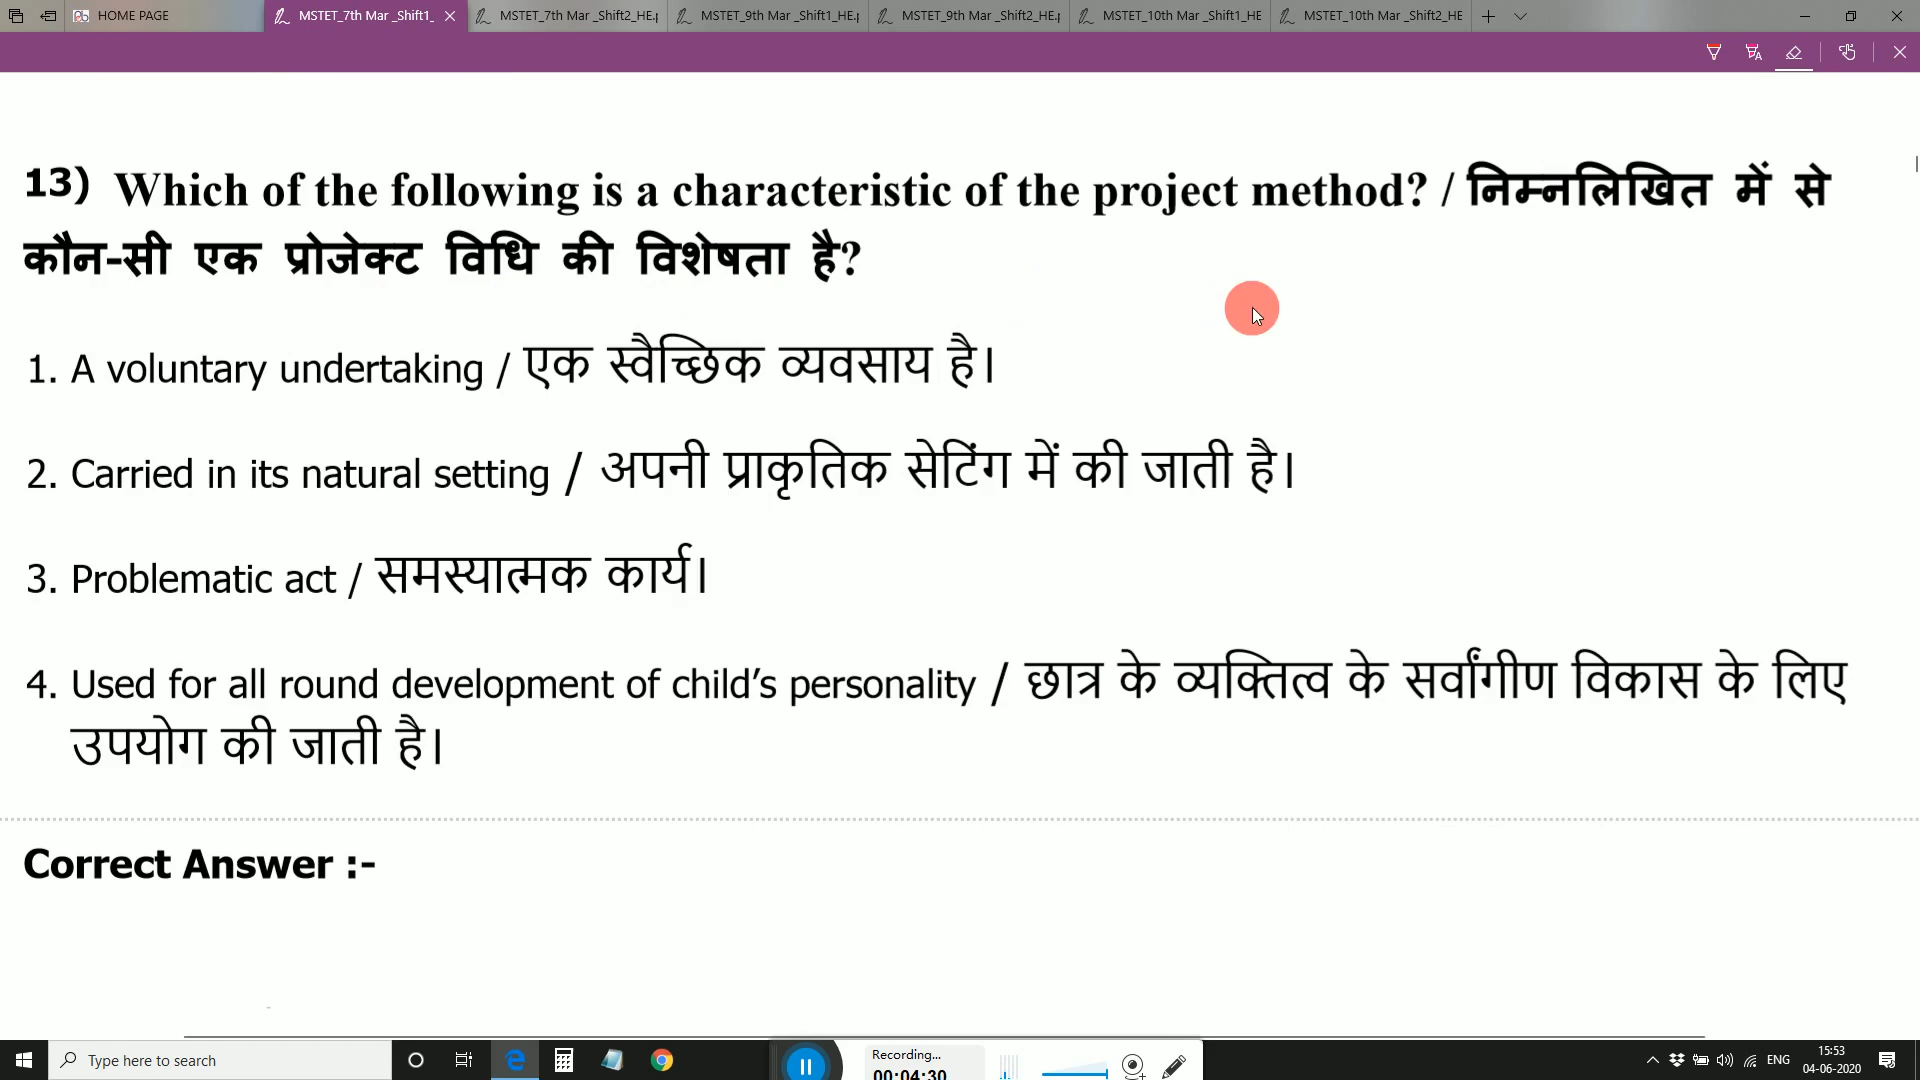 HOME PAGE
MSTET_7th Mar _Shift1_
MSTET_7th Mar _Shift2_HE.p
MSTET_9th Mar _Shift1_HE.p
MSTET_9th Mar _Shift2_HE.p
MSTET_10th Mar _Shift1_HE
MSTET_10th Mar _Shift2_HE
13) Which of the following is a characteristic of the project method? / निम्नलिखित में से
कौन-सी एक प्रोजेक्ट विधि की विशेषता है?
1. A voluntary undertaking / एक स्वैच्छिक व्यवसाय है।
2. Carried in its natural setting / अपनी प्राकृतिक सेटिंग में की जाती है।
3. Problematic act / समस्यात्मक कार्य।
4. Used for all round development of child’s personality / छात्र के व्यक्तित्व के सर्वांगीण विकास के लिए
उपयोग की जाती है।
Correct Answer :-
Type here to search
Recording...
00:04:30
ENG
15:53
04-06-2020